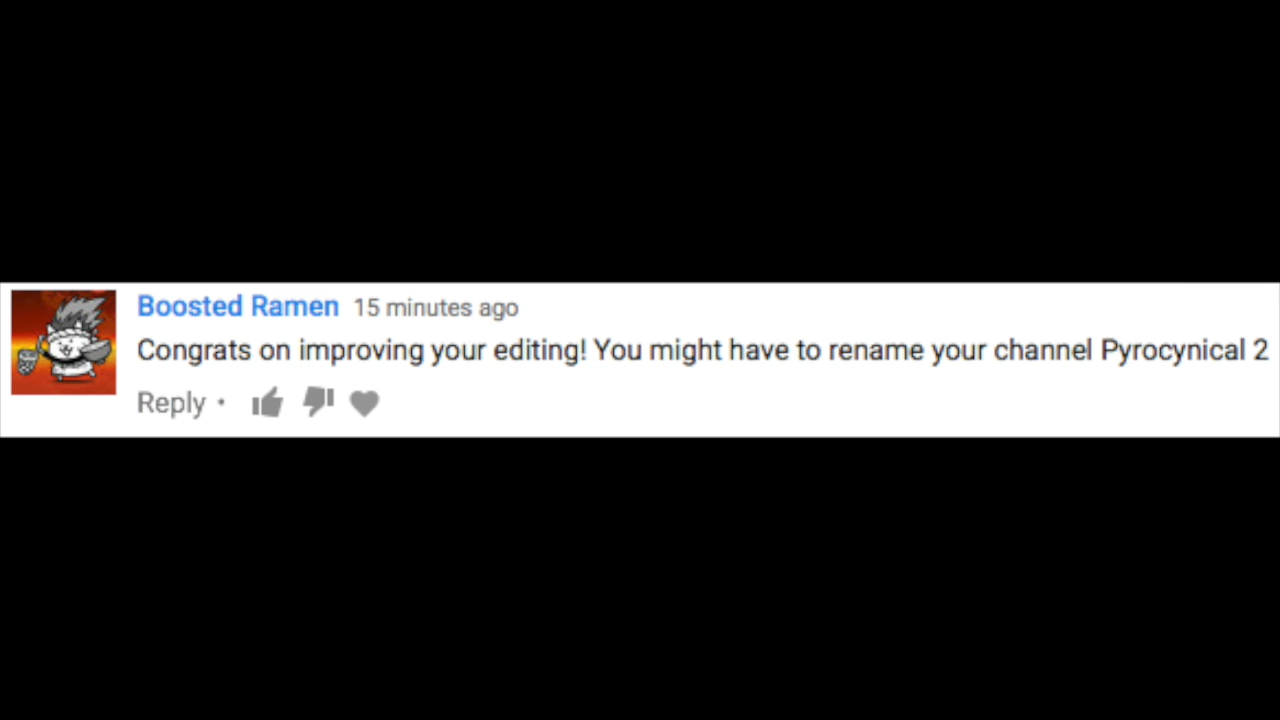 Boosted Ramen 15 minutes ago
Congrats on improving your editing! You might have to rename your channel Pyrocynical 2
Reply •